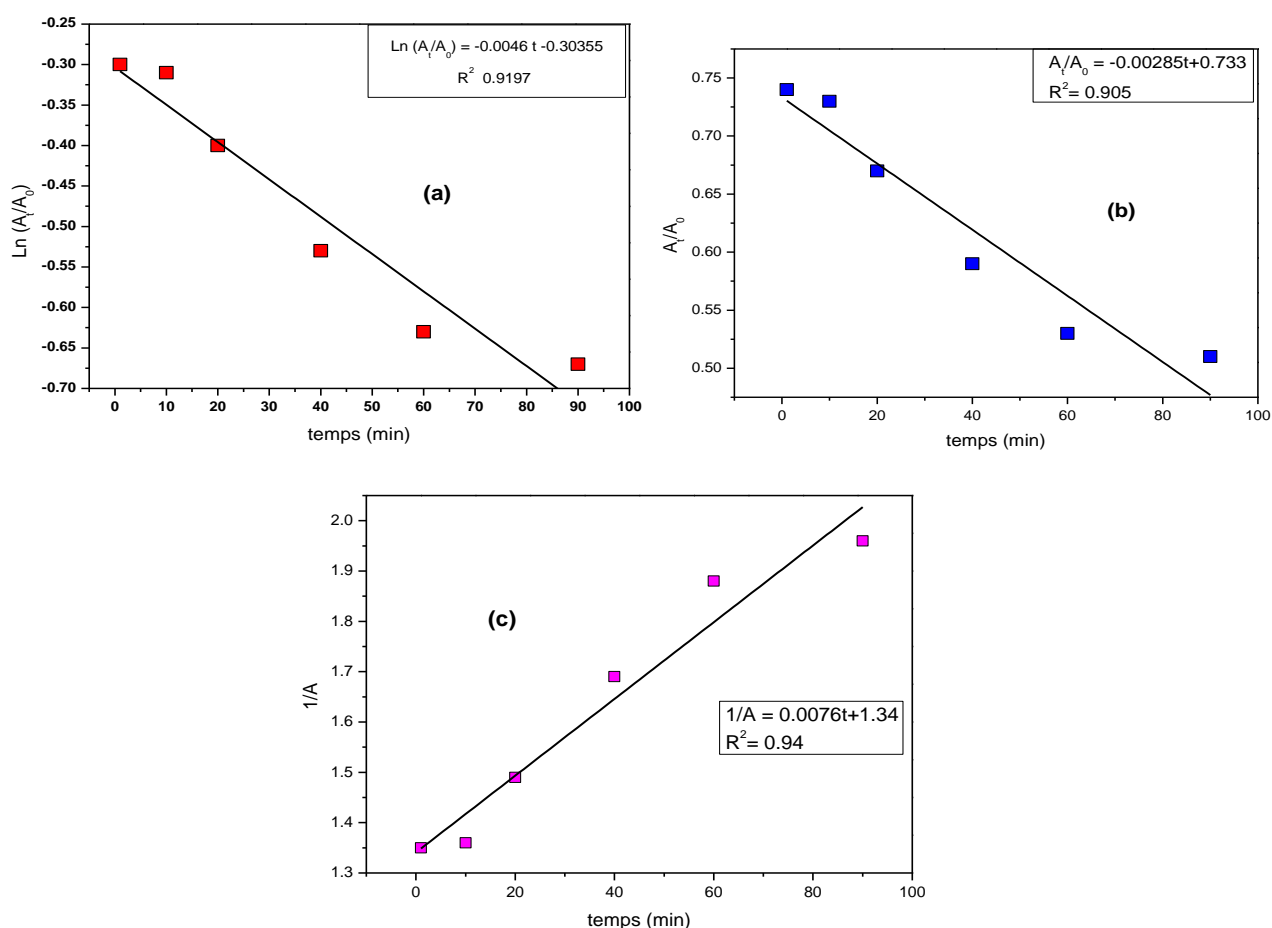 Ln (At/A0) = -0.0046 t -0.30355
R2 0.9197
(a)
Ln (At/A0)
-0.25
-0.30
-0.35
-0.40
-0.45
-0.50
-0.55
-0.60
-0.65
-0.70
0 10 20 30 40 50 60 70 80 90 100
temps (min)
At/A0 = -0.00285t+0.733
R2= 0.905
(b)
At/A0
0.75
0.70
0.65
0.60
0.55
0.50
0 20 40 60 80 100
temps (min)
(c)
1/A = 0.0076t+1.34
R2= 0.94
1/A
2.0
1.9
1.8
1.7
1.6
1.5
1.4
1.3
0 20 40 60 80 100
temps (min)